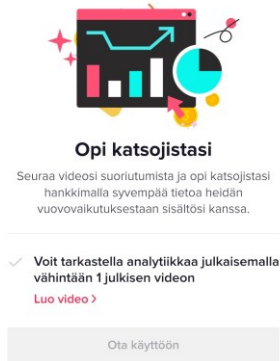 Opi katsojistasi
Seuraa videosi suoriutumista ja opi katsojistasi
hankkimalla syvempää tietoa heidän
vuovovaikutuksestaan sisältösi kanssa.
Voit tarkastella analytiikkaa julkaisemalla
vähintään 1 julkisen videon
Luo video >
Ota käyttöön